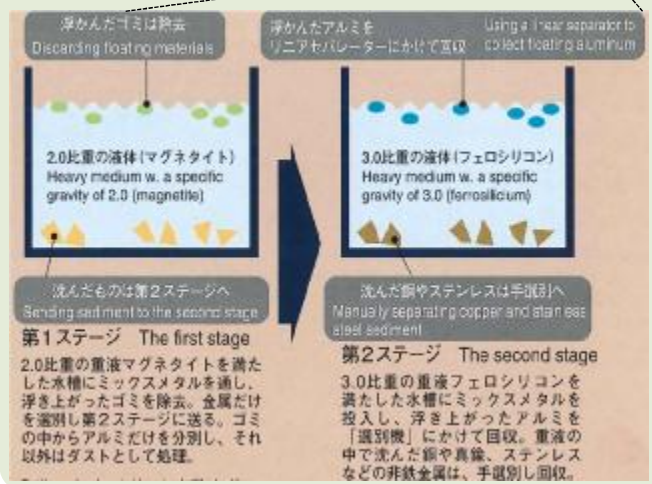 浮かんだゴミは除去
Discarding floating materials
2.0比重の液体（マグネタイト）
Heavy medium w. a specific
gravity of 2.0 (magnetite)
沈んだものは第2ステージへ
Sending sediment to the second stage
第1ステージ The first stage
2.0比重の重液マグネタイトを満た
した水槽にミックスメタルを通し、
浮き上がったゴミを除去。金属だけ
を選別し第2ステージに送る。ゴミ
の中からアルミだけを分別し、それ
以外はダストとして処理。
浮かんだアルミを
リニアセパレーターにかけて回収
Using a linear separator to
collect floating aluminum
3.0比重の液体（フェロシリコン）
Heavy medium w. a specific
gravity of 3.0 (ferrosilicium)
沈んだ銅やステンレスは手選別へ
Manually separating copper and stainless
steel sediment
第2ステージ The second stage
3.0比重の重液フェロシリコンを
満たした水槽にミックスメタルを
投入し、浮き上がったアルミを
「選別機」にかけて回収。重液の
中で沈んだ銅や真鍮、ステンレス
などの非鉄金属は、手選別し回収。